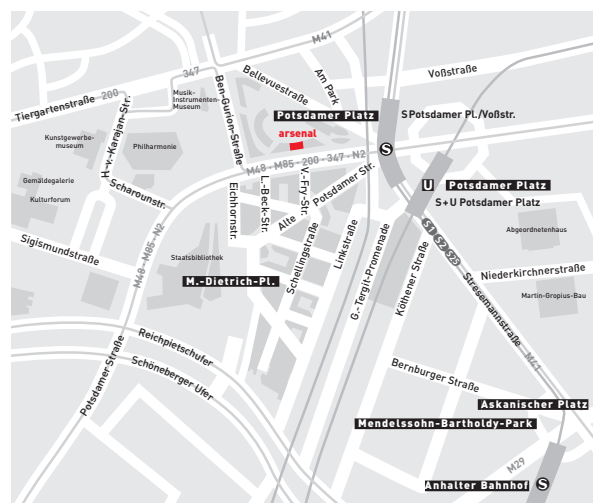 M41
347
Bellevuestraße
Am Park
Voßstraße
Tiergartenstraße
200
Musik-
Instrumenten-
Museum
Ben-Gurion-Straße
H.-v.-Karajan-Str.
Potsdamer Platz
S Potsdamer Pl./Voßstr.
arsenal
Kunstgewerbe-
museum
Philharmonie
S
M48 · M85 · 200 · 347 · N2
Gemäldegalerie
Kulturforum
Scharounstr.
Eichhornstr.
L.-Beck-Str.
V.-Fry-Str.
Alte Potsdamer Str.
U
Potsdamer Platz
S+U Potsdamer Platz
S1 S2 S25
Abgeordnetenhaus
Sigismundstraße
M48 · M85 · N2
Staatsbibliothek
M.-Dietrich-Pl.
Schellingstraße
Linkstraße
G.-Tergit-Promenade
Köthener Straße
Stresemannstraße
Niederkirchnerstraße
Martin-Gropius-Bau
Reichpietschufer
Schöneberger Ufer
Potsdamer Straße
Bernburger Straße
M41
Askanischer Platz
Mendelssohn-Bartholdy-Park
M29
Anhalter Bahnhof
S